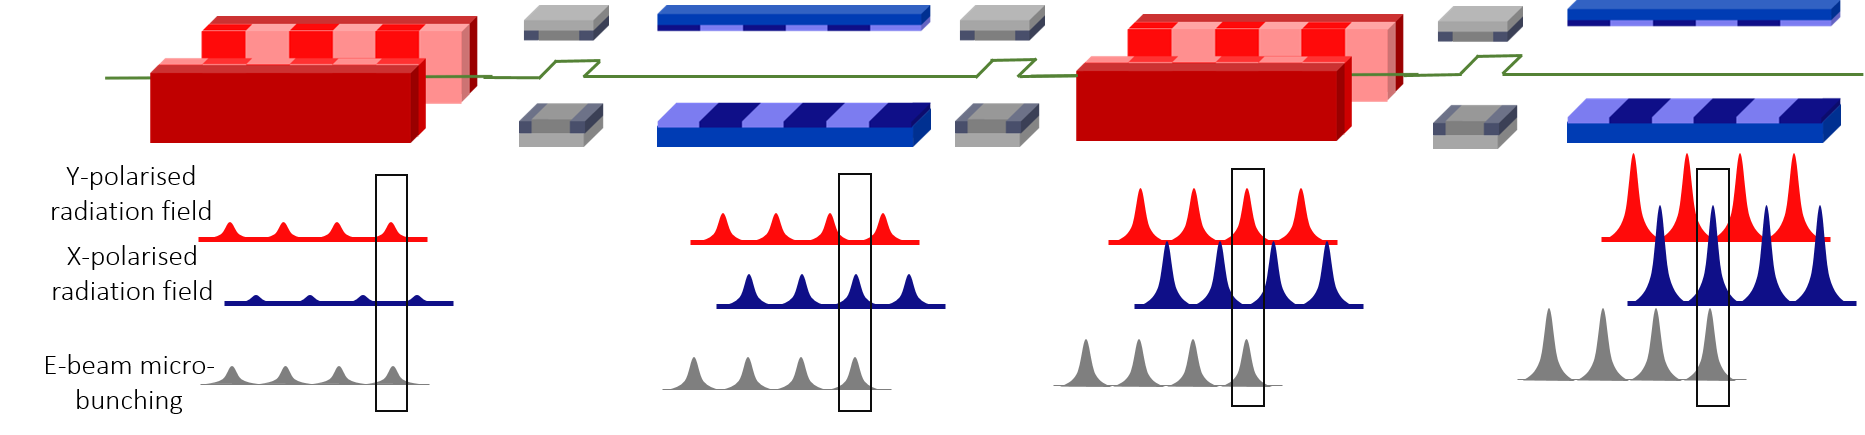 Y-polarised
radiation field
X-polarised
radiation field
E-beam micro-
bunching